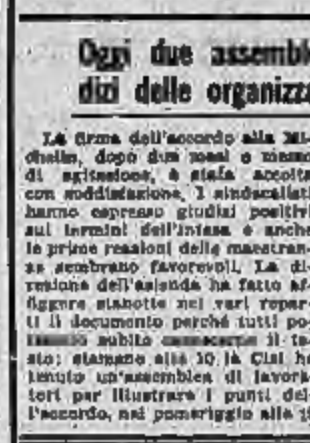 Oggi due assembl
dizi delle organizza
La firma dell'accordo alla Mi-
chelin, dopo due mesi e mezzo
di agitazione, è stata accolta
con soddisfazione. I sindacalisti
hanno espresso giudizi positivi
sui termini dell'intesa e anche
le prime reazioni delle maestran-
ze sembrano favorevoli. La di-
rezione dell'azienda ha fatto af-
figgere stanotte nei vari repar-
ti il documento perché tutti po-
subito conoscerne il te-
sto; stamane alle 10 la Cisl ha
tenuto un'assemblea di lavora-
tori per illustrare i punti del-
l'accordo, nel pomeriggio alle